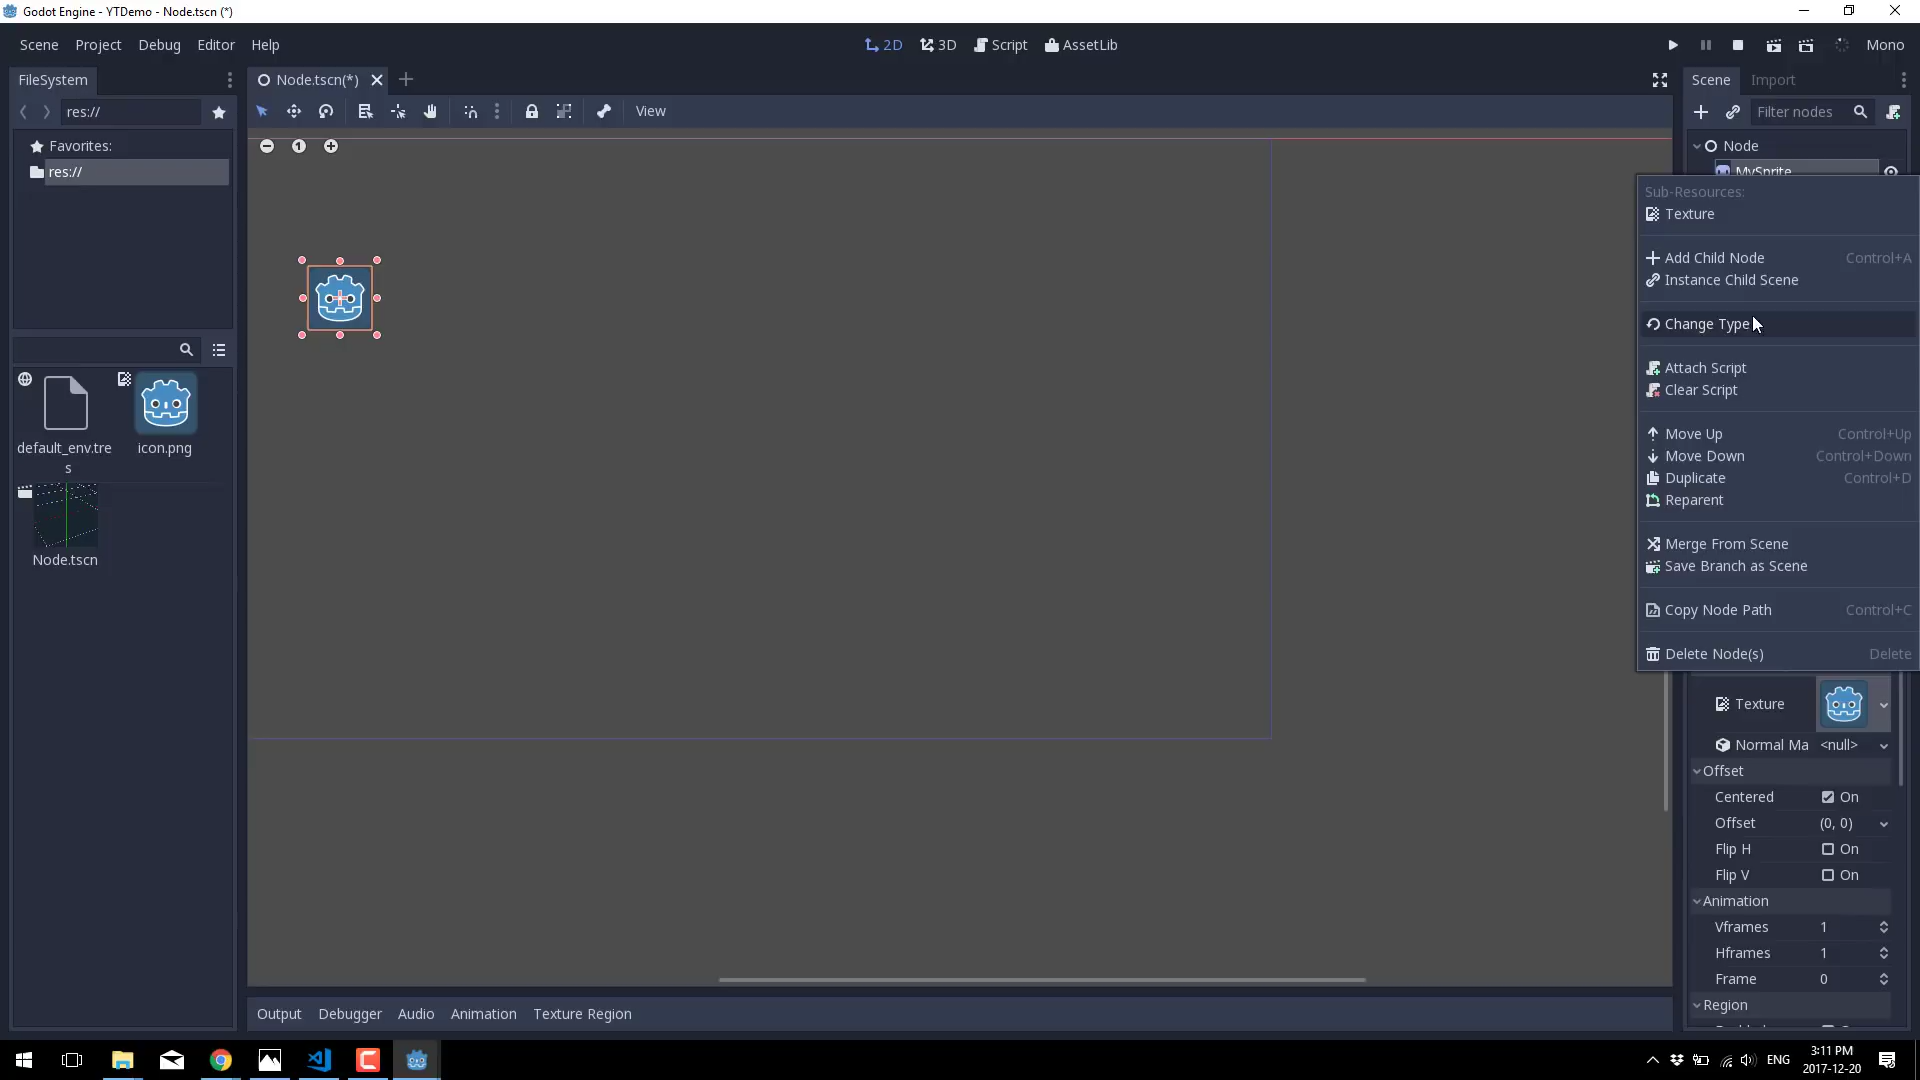 Godot Engine - YTDemo - Node.tscn (*)
Scene Project Debug Editor Help
2D 3D Script AssetLib
Mono
FileSystem
Node.tscn(*)
Scene Import
res://
View
Filter nodes
Favorites:
res://
Node
MySprite
Sub-Resources:
Texture
Add Child Node Control+A
Instance Child Scene
Change Type
Attach Script
Clear Script
Move Up Control+Up
Move Down Control+Down
Duplicate Control+D
Reparent
Merge From Scene
Save Branch as Scene
Copy Node Path Control+C
Delete Node(s) Delete
default_env.tre
s
icon.png
Node.tscn
Texture
Normal Ma <null>
Offset
Centered On
Offset (0, 0)
Flip H On
Flip V On
Animation
Vframes 1
Hframes 1
Frame 0
Region
Output Debugger Audio Animation Texture Region
ENG
3:11 PM
2017-12-20